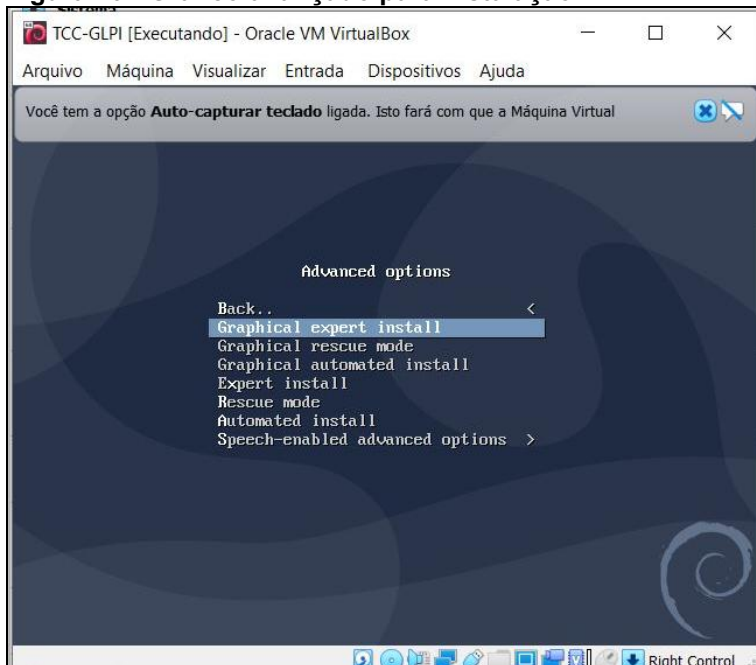 TCC-GLPI [Executando] - Oracle VM VirtualBox
Arquivo Máquina Visualizar Entrada Dispositivos Ajuda
Você tem a opção Auto-capturar teclado ligada. Isto fará com que a Máquina Virtual
Advanced options
Back.. <
Graphical expert install
Graphical rescue mode
Graphical automated install
Expert install
Rescue mode
Automated install
Speech-enabled advanced options >
Right Control